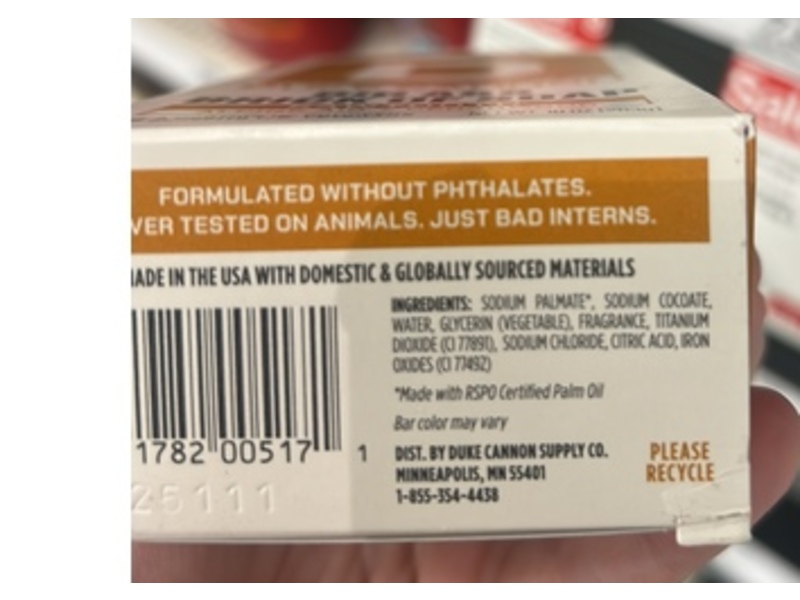 Sale
FORMULATED WITHOUT PHTHALATES.
VER TESTED ON ANIMALS. JUST BAD INTERNS.
MADE IN THE USA WITH DOMESTIC & GLOBALLY SOURCED MATERIALS
INGREDIENTS: SODIUM PALMATE*, SODIUM COCOATE,
WATER, GLYCERIN (VEGETABLE), FRAGRANCE, TITANIUM
DIOXIDE (CI 77891), SODIUM CHLORIDE, CITRIC ACID, IRON
OXIDES (CI 77492)
*Made with RSPO Certified Palm Oil
Bar color may vary
1782 00517 1
DIST. BY DUKE CANNON SUPPLY CO.
MINNEAPOLIS, MN 55401
1-855-354-4438
PLEASE
RECYCLE
25111